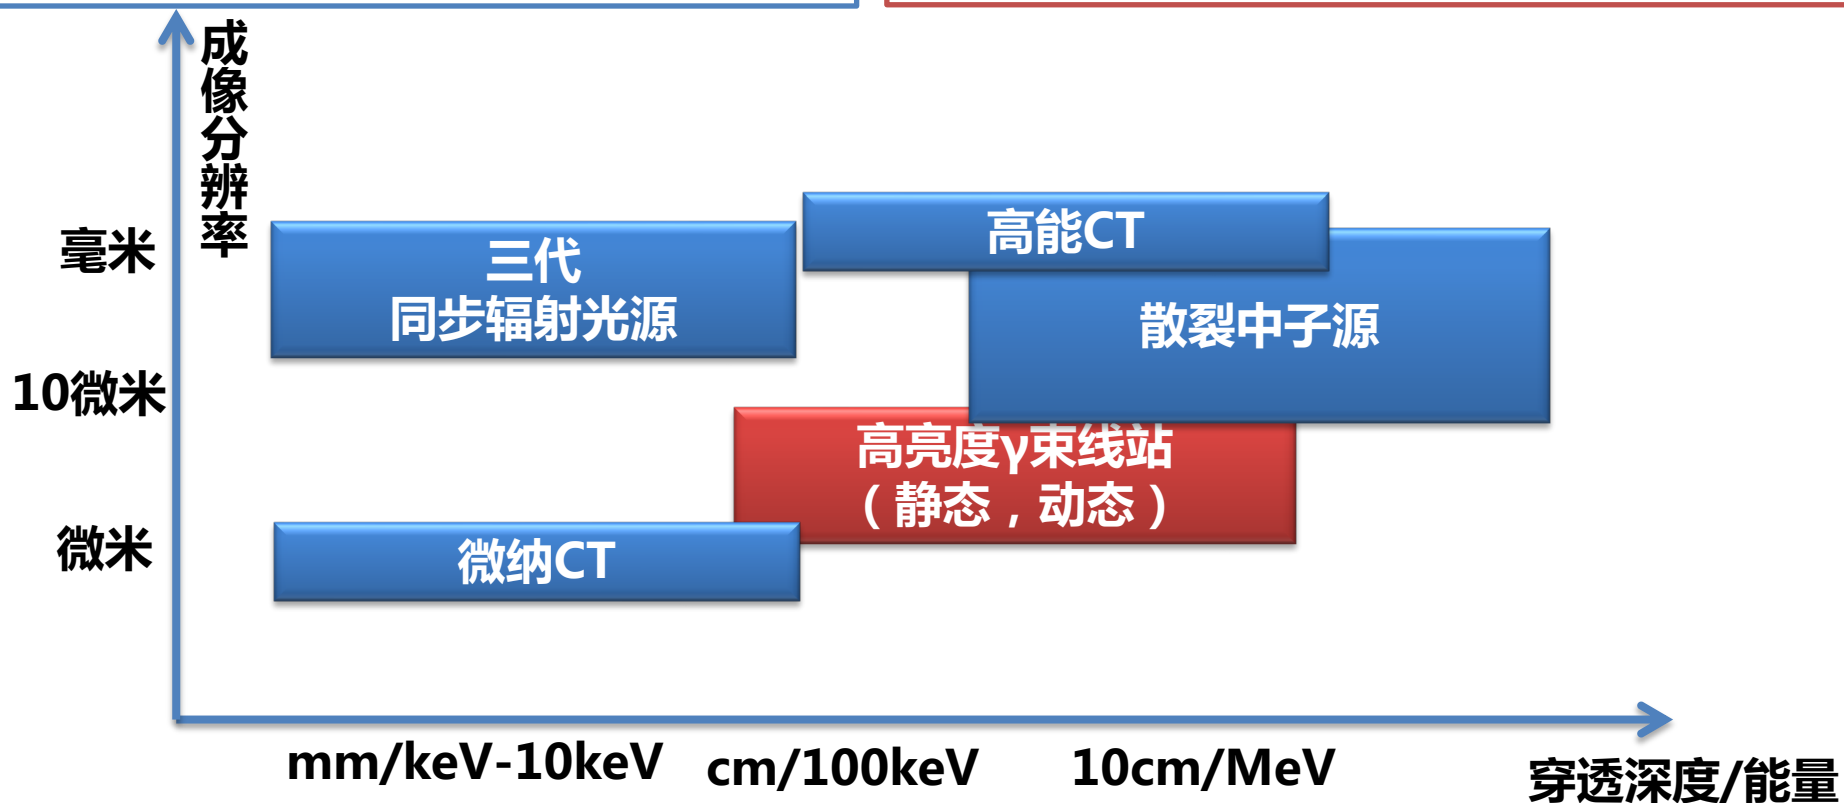 成像分辨率
毫米
10微米
微米
三代
同步辐射光源
高能CT
散裂中子源
高亮度γ束线站
（静态，动态）
微纳CT
mm/keV-10keV
cm/100keV
10cm/MeV
穿透深度/能量